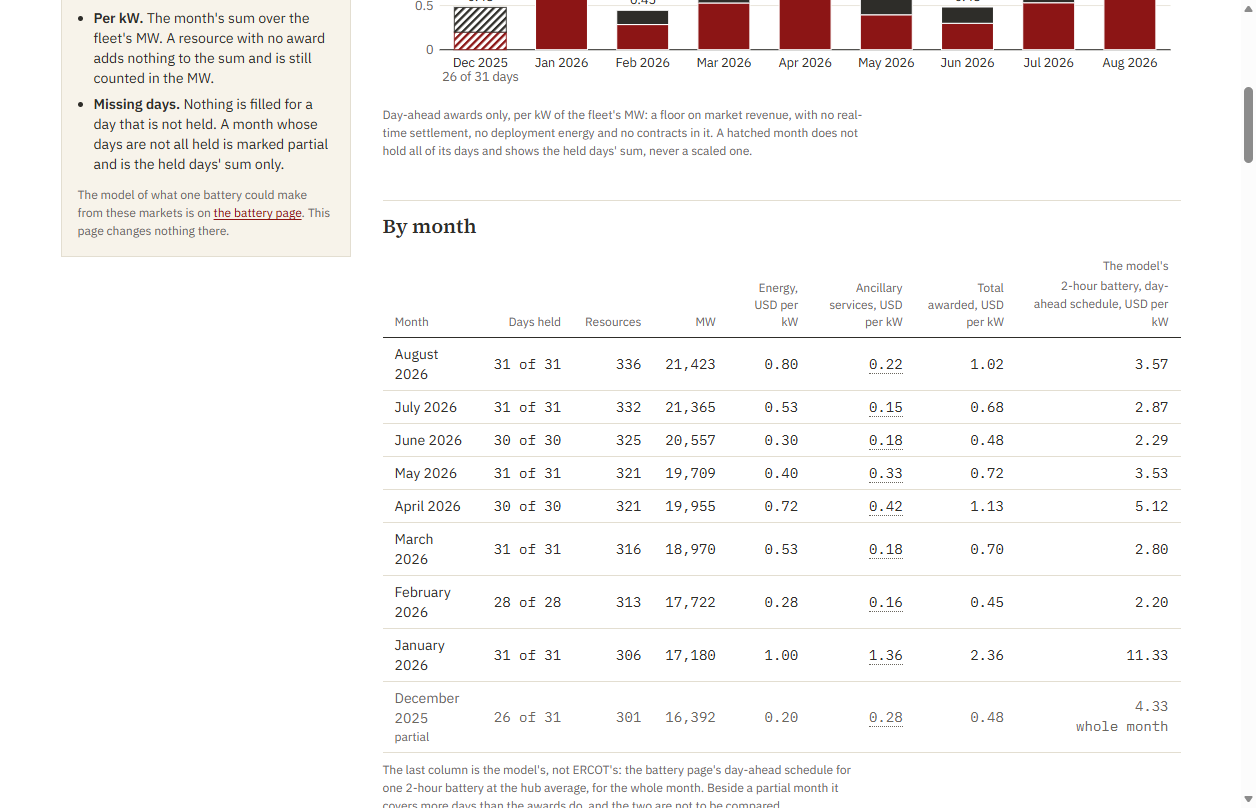 Per kW. The month's sum over the
fleet's MW. A resource with no award
adds nothing to the sum and is still
counted in the MW.
Missing days. Nothing is filled for a
day that is not held. A month whose
days are not all held is marked partial
and is the held days' sum only.
The model of what one battery could make
from these markets is on the battery page. This
page changes nothing there.
0.5
0
Dec 2025
26 of 31 days
Jan 2026
Feb 2026
Mar 2026
Apr 2026
May 2026
Jun 2026
Jul 2026
Aug 2026
Day-ahead awards only, per kW of the fleet's MW: a floor on market revenue, with no real-
time settlement, no deployment energy and no contracts in it. A hatched month does not
hold all of its days and shows the held days' sum, never a scaled one.
By month
Month
Days held
Resources
MW
Energy,
USD per
kW
Ancillary
services, USD
per kW
Total
awarded, USD
per kW
The model's
2-hour battery, day-
ahead schedule, USD per
kW
August
2026
31 of 31 336 21,423 0.80 0.22 1.02 3.57
July 2026 31 of 31 332 21,365 0.53 0.15 0.68 2.87
June 2026 30 of 30 325 20,557 0.30 0.18 0.48 2.29
May 2026 31 of 31 321 19,709 0.40 0.33 0.72 3.53
April 2026 30 of 30 321 19,955 0.72 0.42 1.13 5.12
March
2026
31 of 31 316 18,970 0.53 0.18 0.70 2.80
February
2026
28 of 28 313 17,722 0.28 0.16 0.45 2.20
January
2026
31 of 31 306 17,180 1.00 1.36 2.36 11.33
December
2025
partial
26 of 31 301 16,392 0.20 0.28 0.48 4.33
whole month
The last column is the model's, not ERCOT's: the battery page's day-ahead schedule for
one 2-hour battery at the hub average, for the whole month. Beside a partial month it
covers more days than the awards do, and the two are not to be compared.